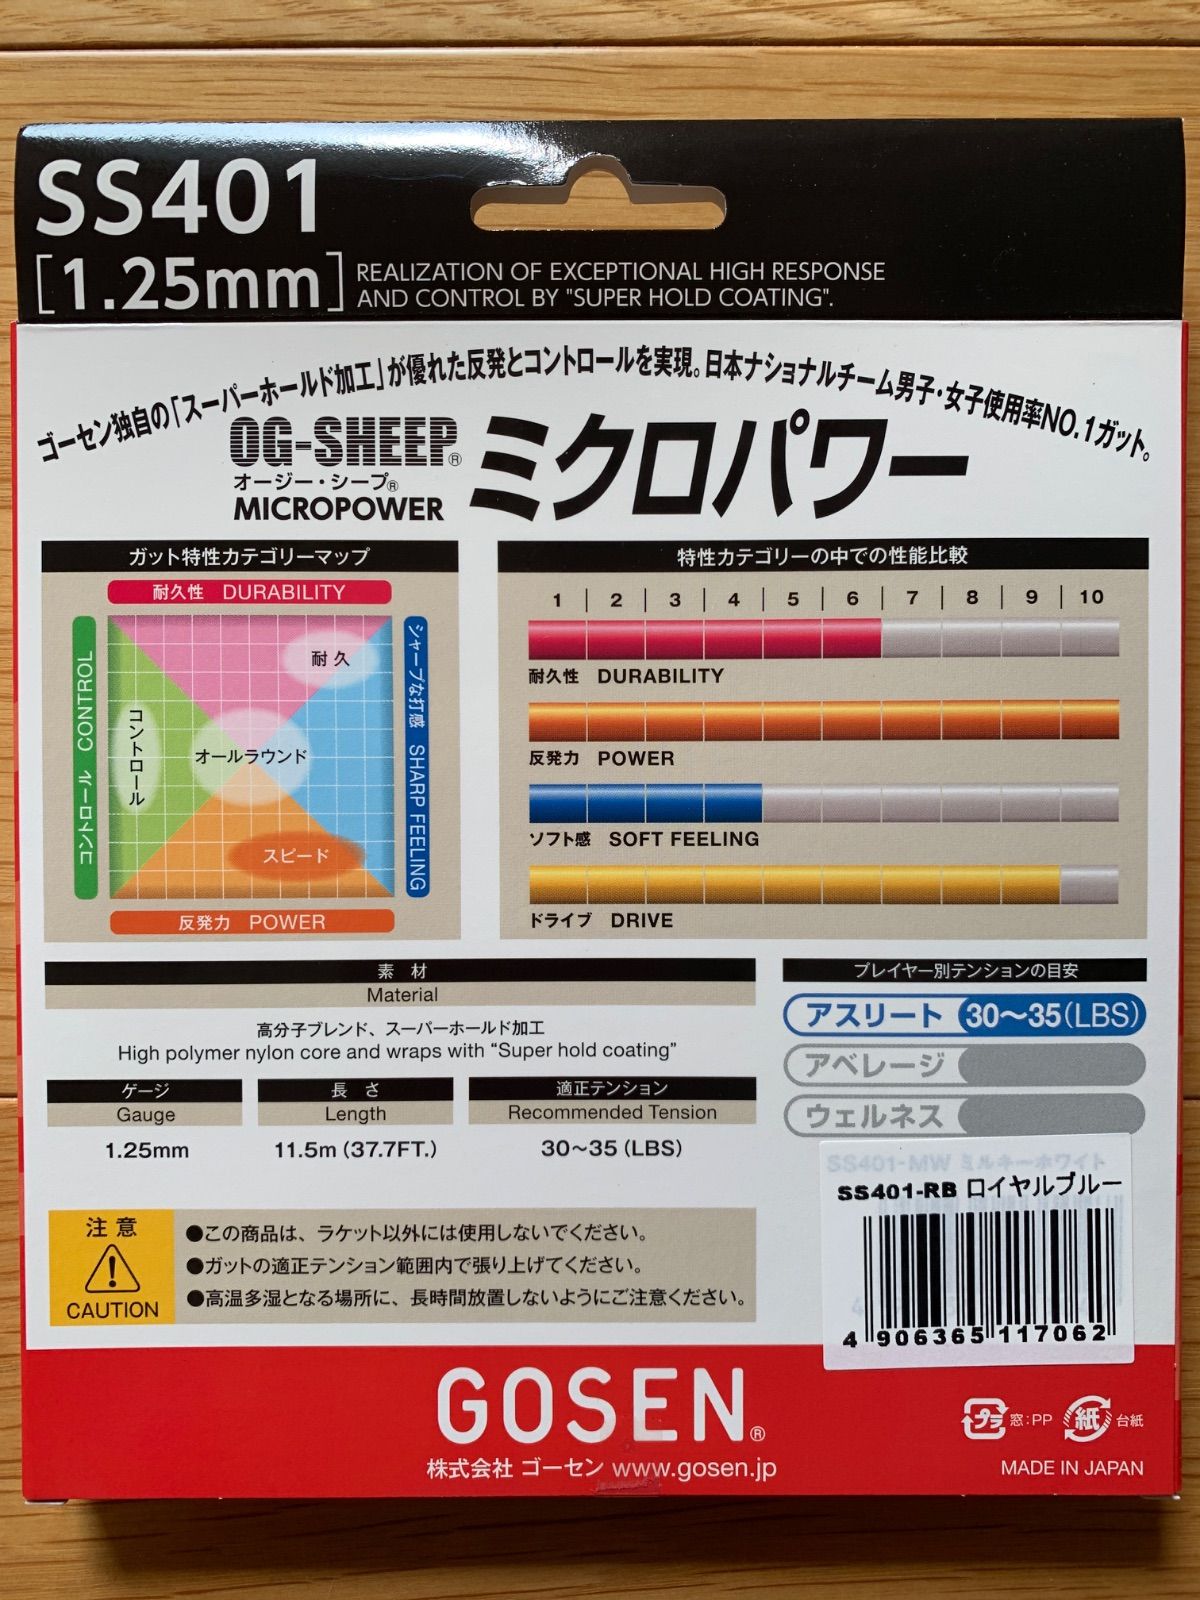 SS401
[1.25mm]
REALIZATION OF EXCEPTIONAL HIGH RESPONSE
AND CONTROL BY "SUPER HOLD COATING".
ゴーセン独自の「スーパーホールド加工」が優れた反発とコントロールを実現。日本ナショナルチーム男子・女子使用率NO.1ガット。
OG-SHEEP®
オージー・シープ®
MICROPOWER
ミクロパワー
ガット特性カテゴリーマップ
耐久性 DURABILITY
コントロール CONTROL
シャープな打感 SHARP FEELING
耐久
コントロール
オールラウンド
スピード
反発力 POWER
特性カテゴリーの中での性能比較
1 | 2 | 3 | 4 | 5 | 6 | 7 | 8 | 9 | 10
耐久性 DURABILITY
反発力 POWER
ソフト感 SOFT FEELING
ドライブ DRIVE
素 材
Material
高分子ブレンド、スーパーホールド加工
High polymer nylon core and wraps with “Super hold coating”
ゲージ
Gauge
1.25mm
長 さ
Length
11.5m (37.7FT.)
適正テンション
Recommended Tension
30〜35 (LBS)
プレイヤー別テンションの目安
アスリート 30〜35(LBS)
アベレージ
ウェルネス
SS401-MW ミルキーホワイト
SS401-RB ロイヤルブルー
4 906365 117062
注 意
CAUTION
●この商品は、ラケット以外には使用しないでください。
●ガットの適正テンション範囲内で張り上げてください。
●高温多湿となる場所に、長時間放置しないようにご注意ください。
GOSEN®
株式会社 ゴーセン www.gosen.jp
プラ 窓:PP 紙 台紙
MADE IN JAPAN